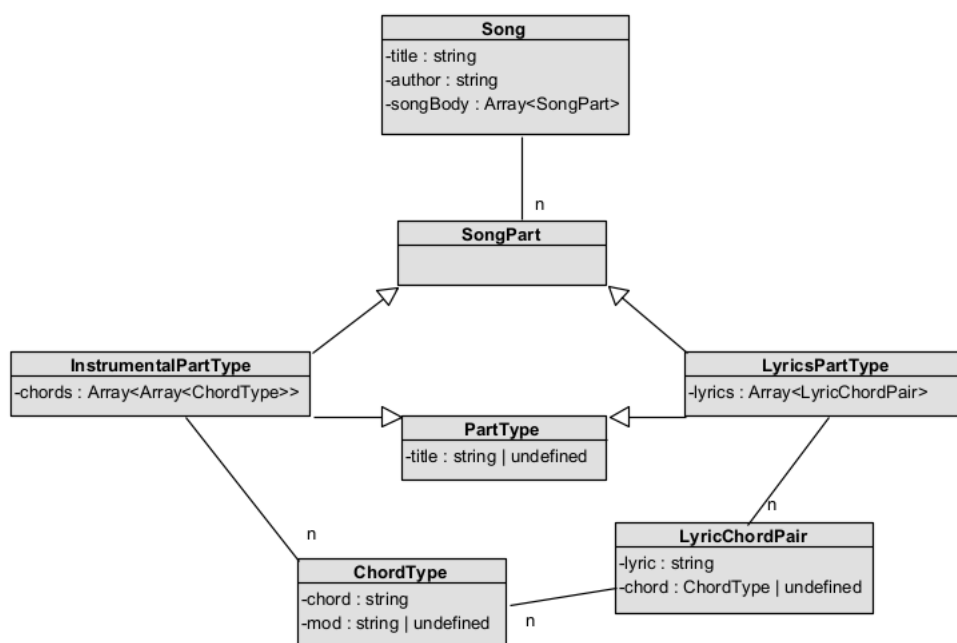 Song
-title : string
-author : string
-songBody : Array<SongPart>
n
SongPart
InstrumentalPartType
-chords : Array<Array<ChordType>>
LyricsPartType
-lyrics : Array<LyricChordPair>
PartType
-title : string | undefined
n
n
LyricChordPair
-lyric : string
-chord : ChordType | undefined
ChordType
-chord : string
-mod : string | undefined
n